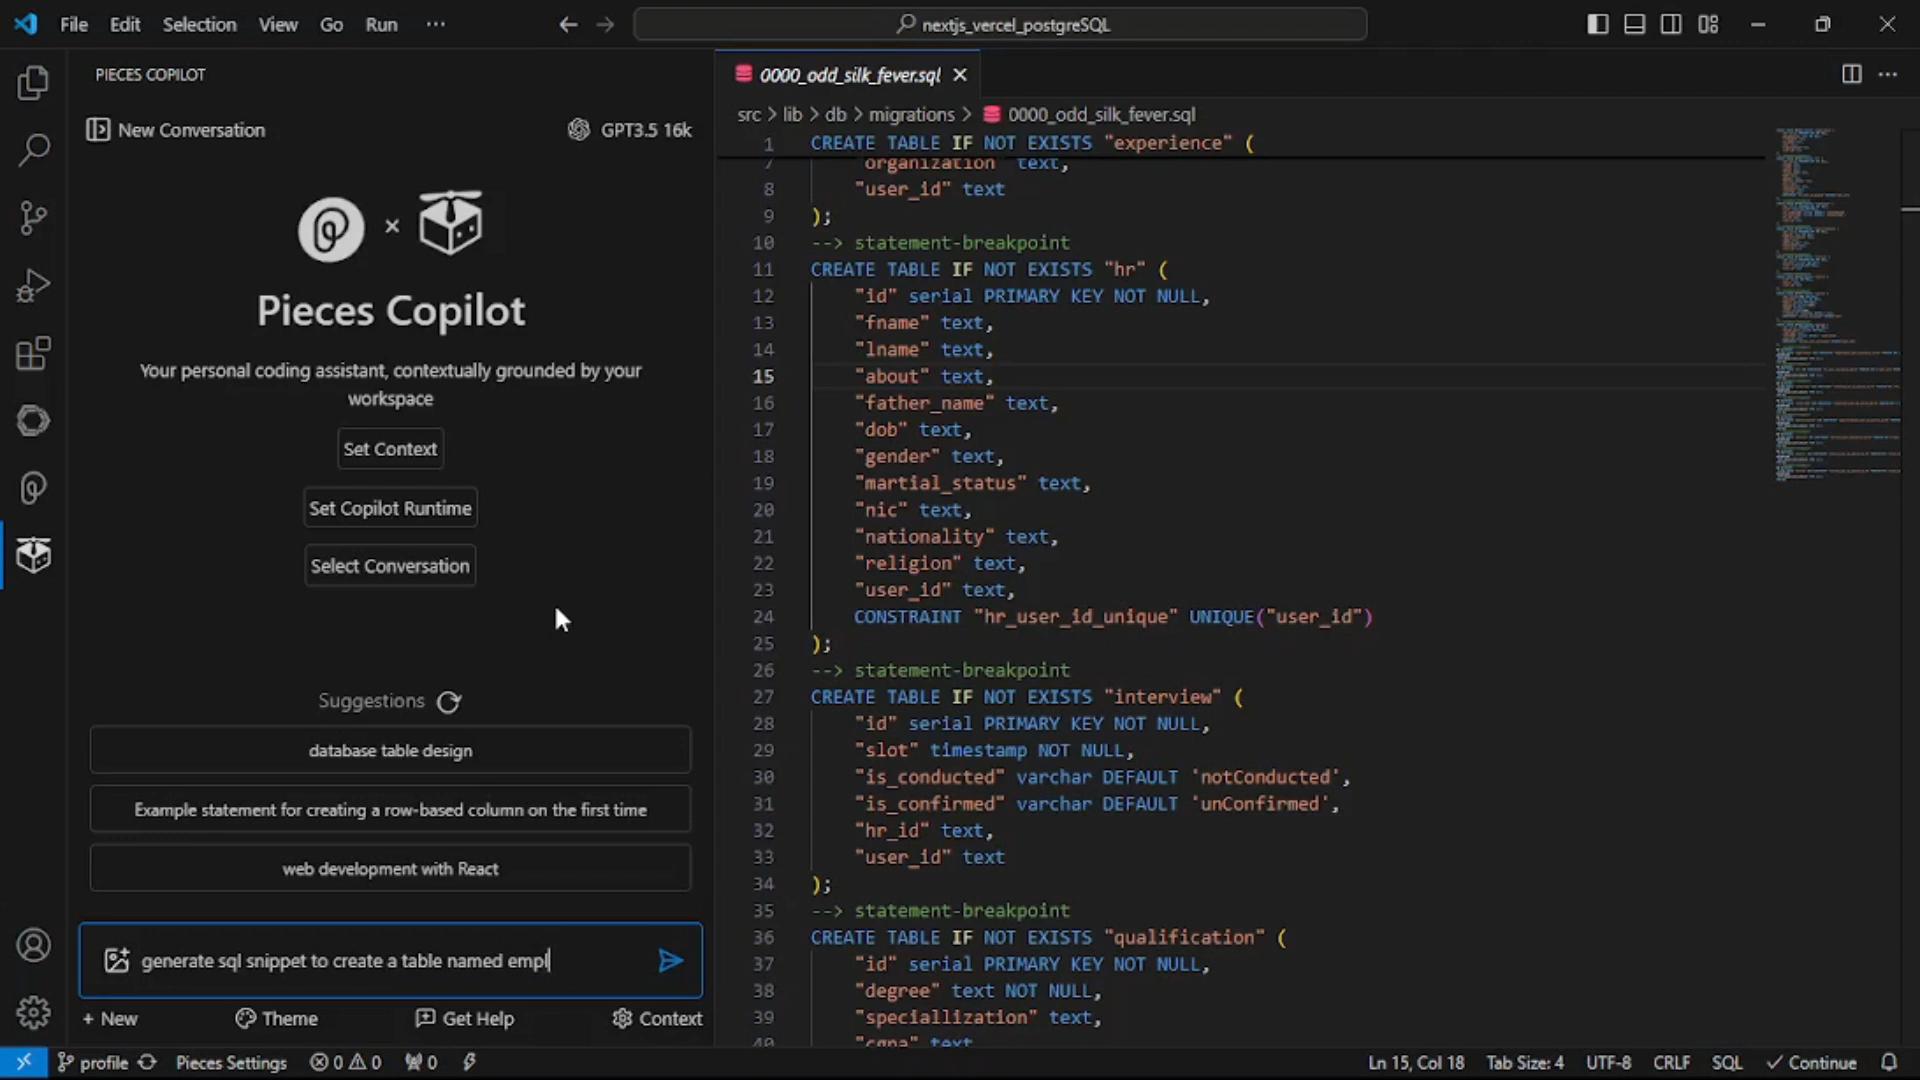 File Edit Selection View Go Run ···
nextjs_vercel_postgreSQL
PIECES COPILOT
New Conversation
GPT3.5 16k
×
Pieces Copilot
Your personal coding assistant, contextually grounded by your
workspace
Set Context
Set Copilot Runtime
Select Conversation
Suggestions
database table design
Example statement for creating a row-based column on the first time
web development with React
generate sql snippet to create a table named empl
+ New
Theme
Get Help
Context
0000_odd_silk_fever.sql
src > lib > db > migrations > 0000_odd_silk_fever.sql
1 CREATE TABLE IF NOT EXISTS "experience" (
7 "organization" text,
8 "user_id" text
9 );
10 --> statement-breakpoint
11 CREATE TABLE IF NOT EXISTS "hr" (
12 "id" serial PRIMARY KEY NOT NULL,
13 "fname" text,
14 "lname" text,
15 "about" text,
16 "father_name" text,
17 "dob" text,
18 "gender" text,
19 "martial_status" text,
20 "nic" text,
21 "nationality" text,
22 "religion" text,
23 "user_id" text,
24 CONSTRAINT "hr_user_id_unique" UNIQUE("user_id")
25 );
26 --> statement-breakpoint
27 CREATE TABLE IF NOT EXISTS "interview" (
28 "id" serial PRIMARY KEY NOT NULL,
29 "slot" timestamp NOT NULL,
30 "is_conducted" varchar DEFAULT 'notConducted',
31 "is_confirmed" varchar DEFAULT 'unConfirmed',
32 "hr_id" text,
33 "user_id" text
34 );
35 --> statement-breakpoint
36 CREATE TABLE IF NOT EXISTS "qualification" (
37 "id" serial PRIMARY KEY NOT NULL,
38 "degree" text NOT NULL,
39 "speciallization" text,
40 "cgpa" text
profile
Pieces Settings
0 0
0
Ln 15, Col 18
Tab Size: 4
UTF-8
CRLF
SQL
Continue